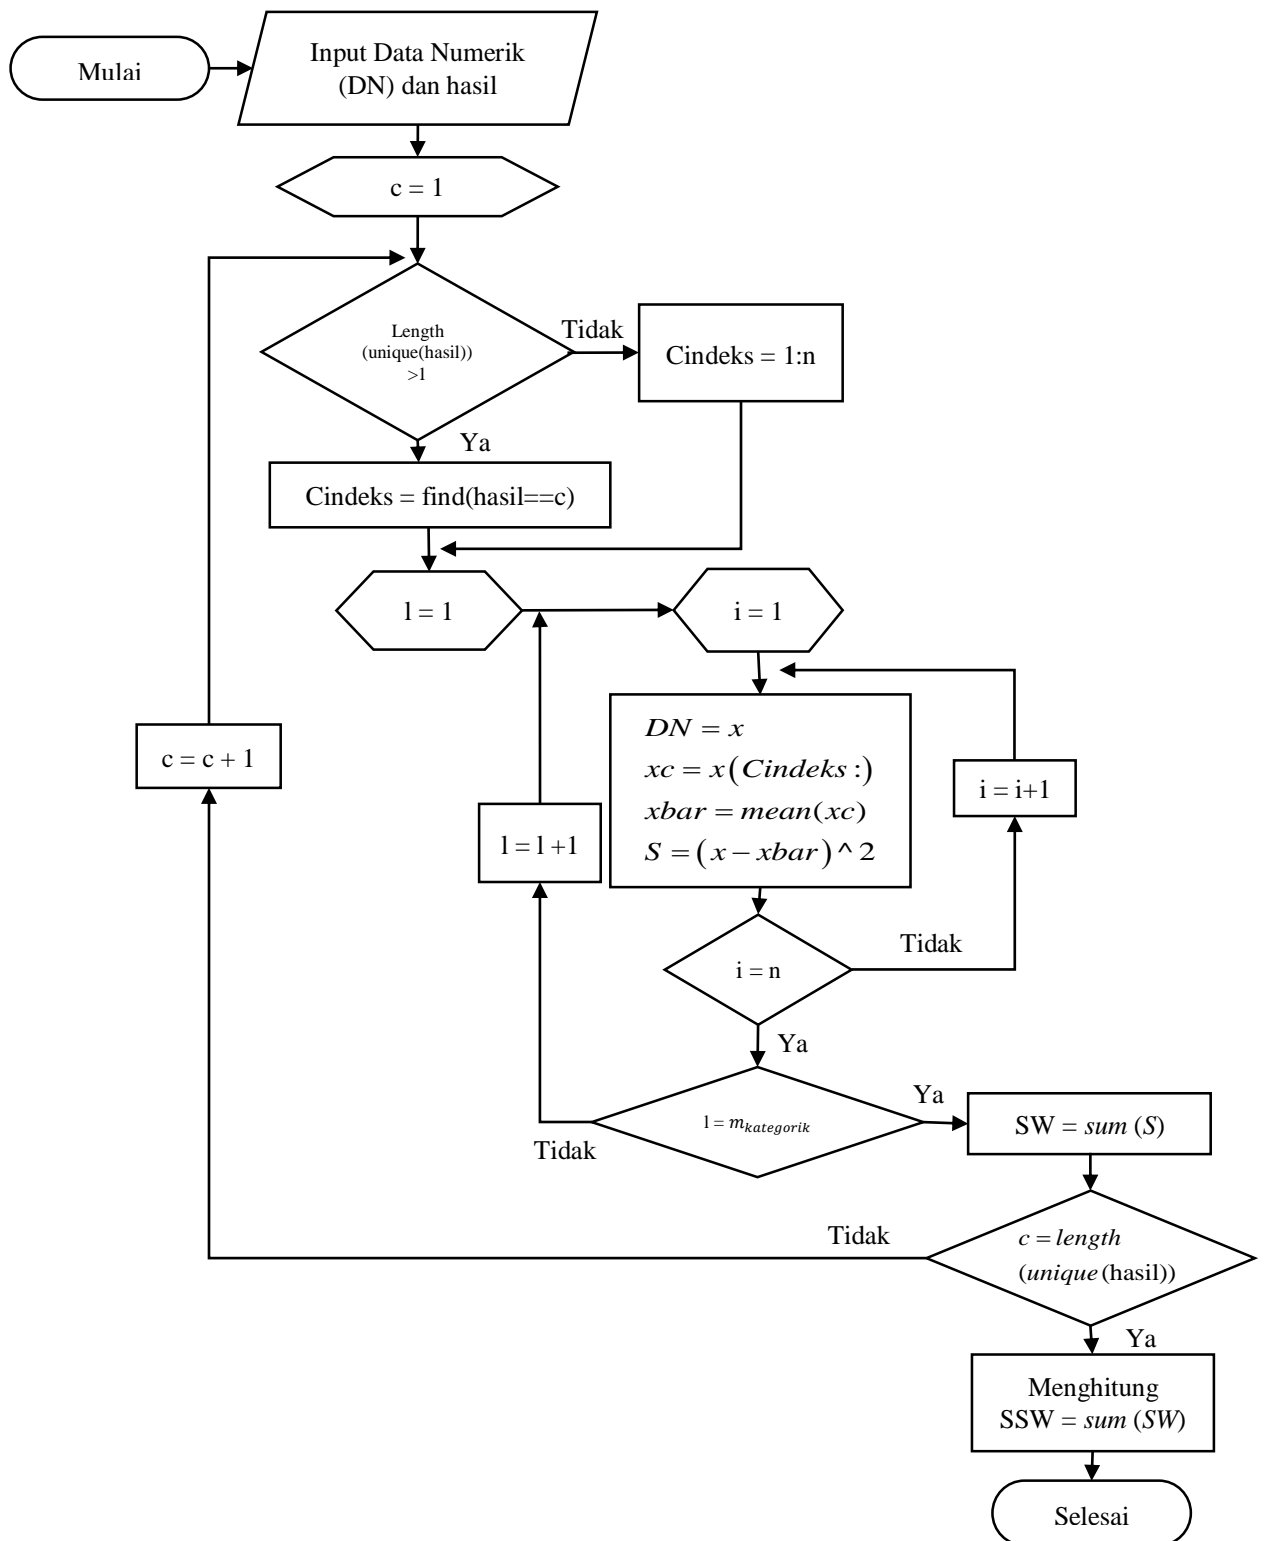 Mulai
Input Data Numerik
(DN) dan hasil
c = 1
Length
(unique(hasil))
>1
Tidak
Cindeks = 1:n
Ya
Cindeks = find(hasil==c)
l = 1
i = 1
DN = x
xc = x(Cindeks :)
xbar = mean(xc)
S = (x − xbar) ^ 2
i = i+1
c = c + 1
l = l +1
i = n
Tidak
Ya
l = m_kategorik
Ya
Tidak
SW = sum (S)
Tidak
c = length
(unique(hasil))
Ya
Menghitung
SSW = sum (SW)
Selesai